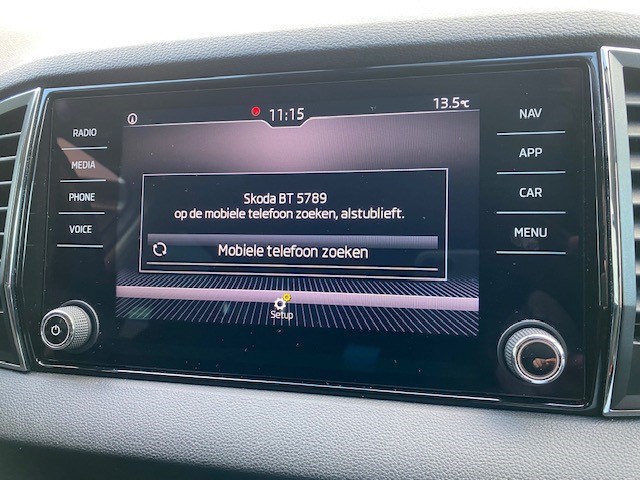 11:15
13.5°C
RADIO
MEDIA
PHONE
VOICE
Skoda BT 5789
op de mobiele telefoon zoeken, alstublieft.
Mobiele telefoon zoeken
Setup
NAV
APP
CAR
MENU